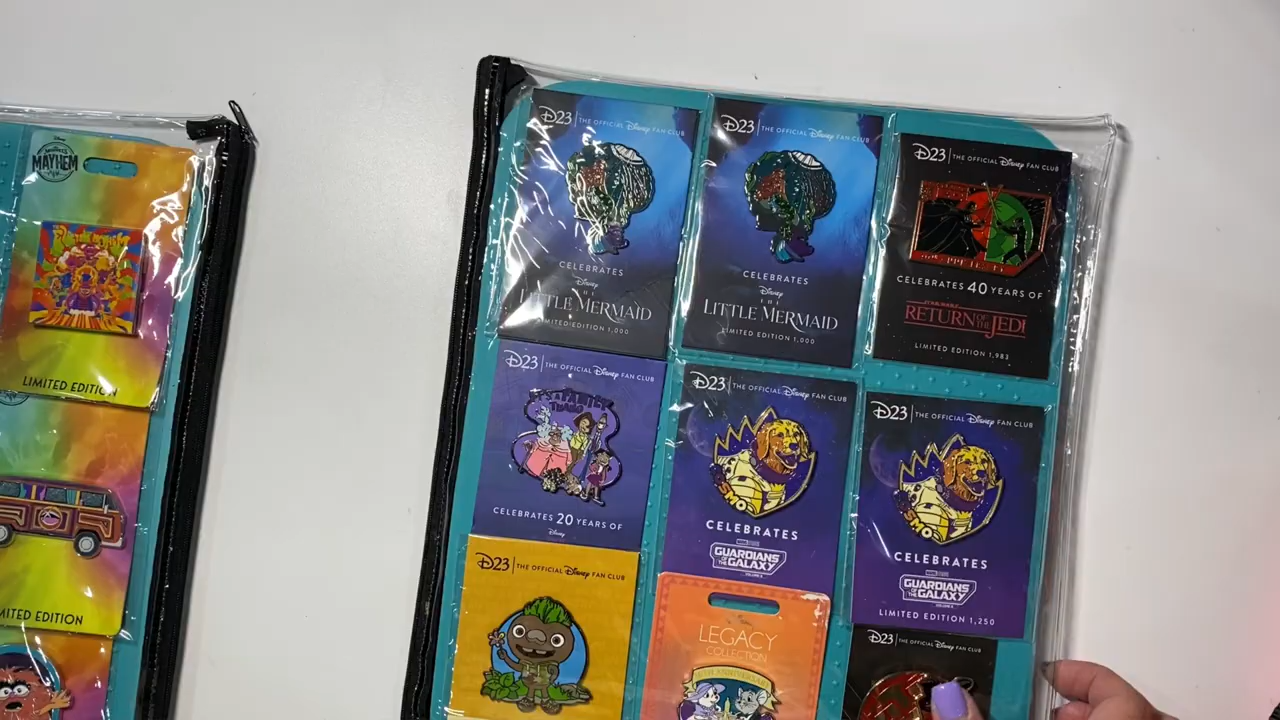 MAYHEM
LIMITED EDITION
LIMITED EDITION
D23 | THE OFFICIAL Disney FAN CLUB
CELEBRATES
Disney
THE
LITTLE MERMAID
LIMITED EDITION 1,000
D23 | THE OFFICIAL Disney FAN CLUB
CELEBRATES
Disney
THE
LITTLE MERMAID
LIMITED EDITION 1,000
D23 | THE OFFICIAL Disney FAN CLUB
CELEBRATES 40 YEARS OF
STAR WARS
RETURN OF THE JEDI
LIMITED EDITION 1,983
D23 | THE OFFICIAL Disney FAN CLUB
CELEBRATES 20 YEARS OF
Disney
D23 | THE OFFICIAL Disney FAN CLUB
COSMO
CELEBRATES
GUARDIANS
OF THE
GALAXY
D23 | THE OFFICIAL Disney FAN CLUB
COSMO
CELEBRATES
GUARDIANS
OF THE
GALAXY
LIMITED EDITION 1,250
D23 | THE OFFICIAL Disney FAN CLUB
LEGACY
COLLECTION
ANNIVERSARY
D23 | THE OFFICIAL Disney FAN CLUB